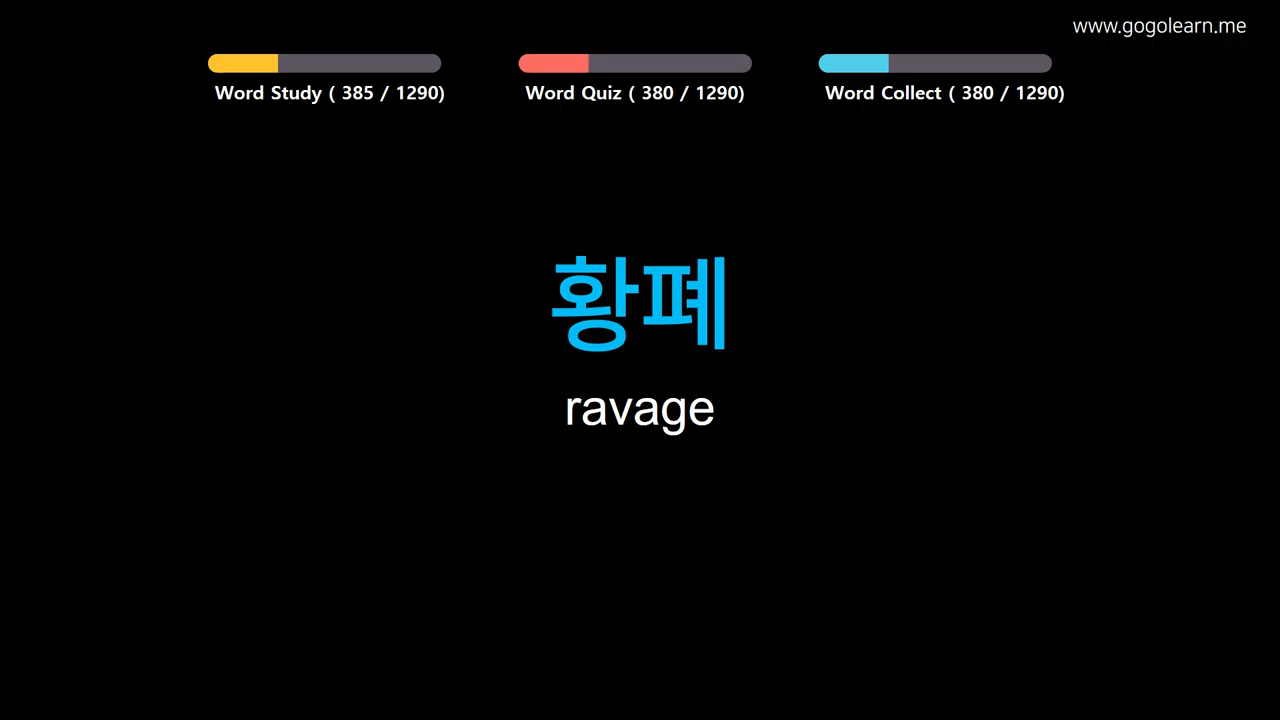 www.gogolearn.me
Word Study ( 385 / 1290)
Word Quiz ( 380 / 1290)
Word Collect ( 380 / 1290)
황폐
ravage